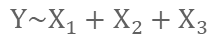 Y~X₁ + X₂ + X₃